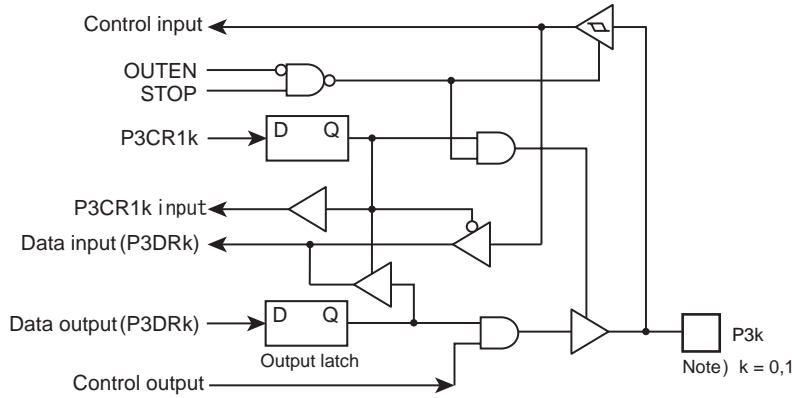 Control input
OUTEN
STOP
P3CR1k
D Q
P3CR1k input
Data input (P3DRk)
Data output (P3DRk)
D Q
Output latch
Control output
P3k
Note) k = 0,1